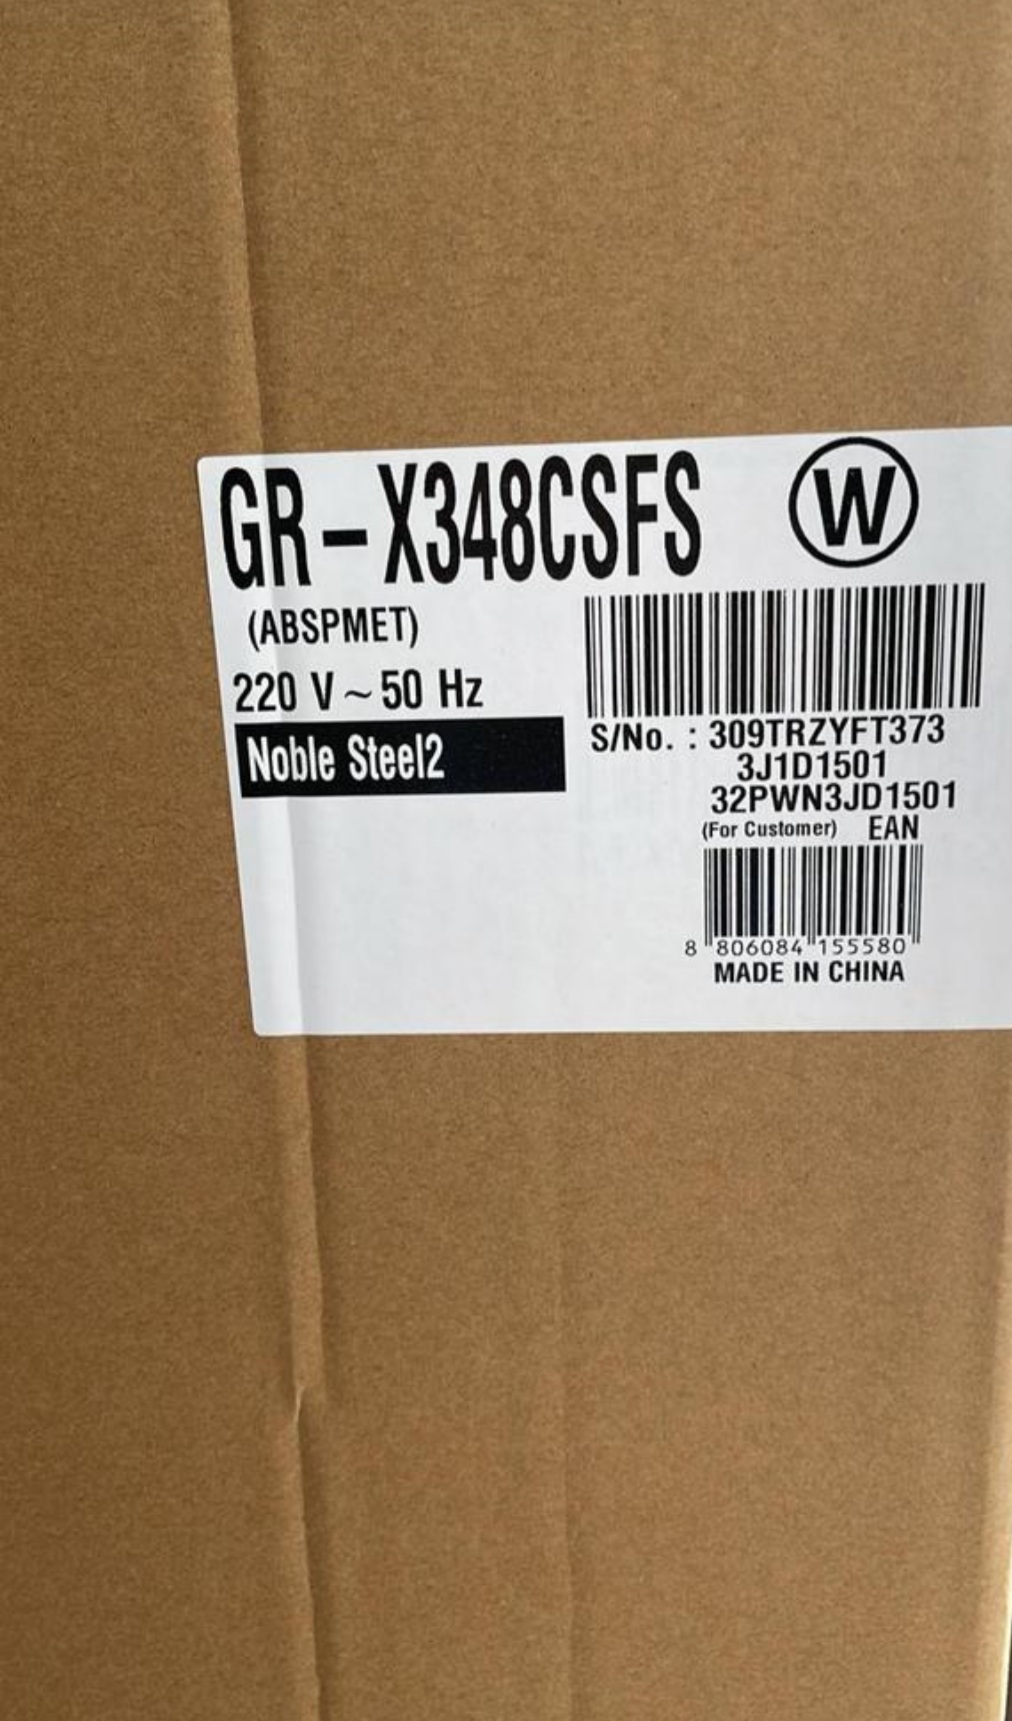 GR-X348CSFS
W
(ABSPMET)
220 V ~ 50 Hz
Noble Steel2
S/No. : 309TRZYFT373
3J1D1501
32PWN3JD1501
(For Customer) EAN
8 806084 155580
MADE IN CHINA